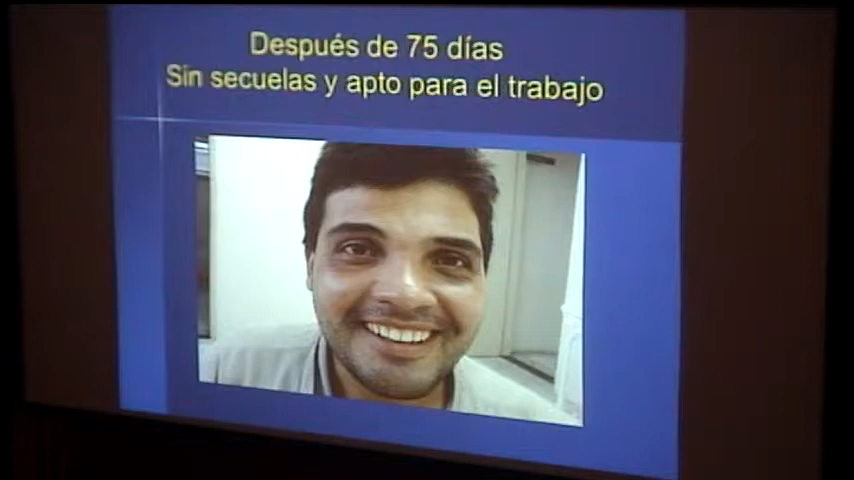 Después de 75 días
Sin secuelas y apto para el trabajo